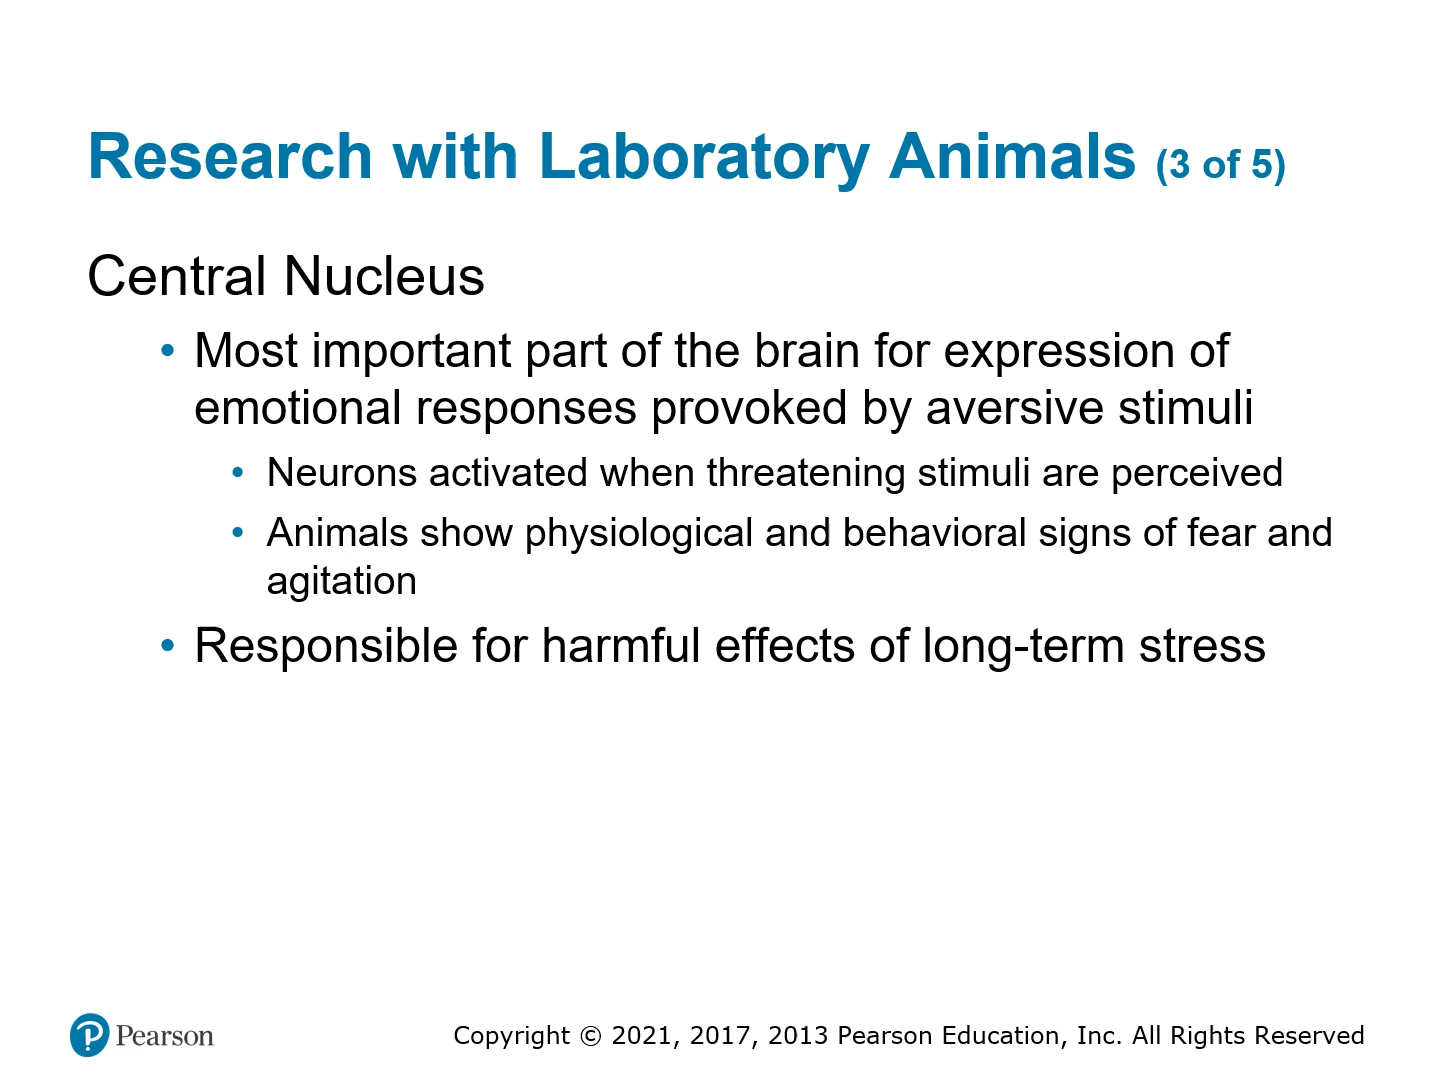 Research with Laboratory Animals (3 of 5)
Central Nucleus
• Most important part of the brain for expression of
emotional responses provoked by aversive stimuli
• Neurons activated when threatening stimuli are perceived
• Animals show physiological and behavioral signs of fear and
agitation
• Responsible for harmful effects of long-term stress
Pearson
Copyright © 2021, 2017, 2013 Pearson Education, Inc. All Rights Reserved